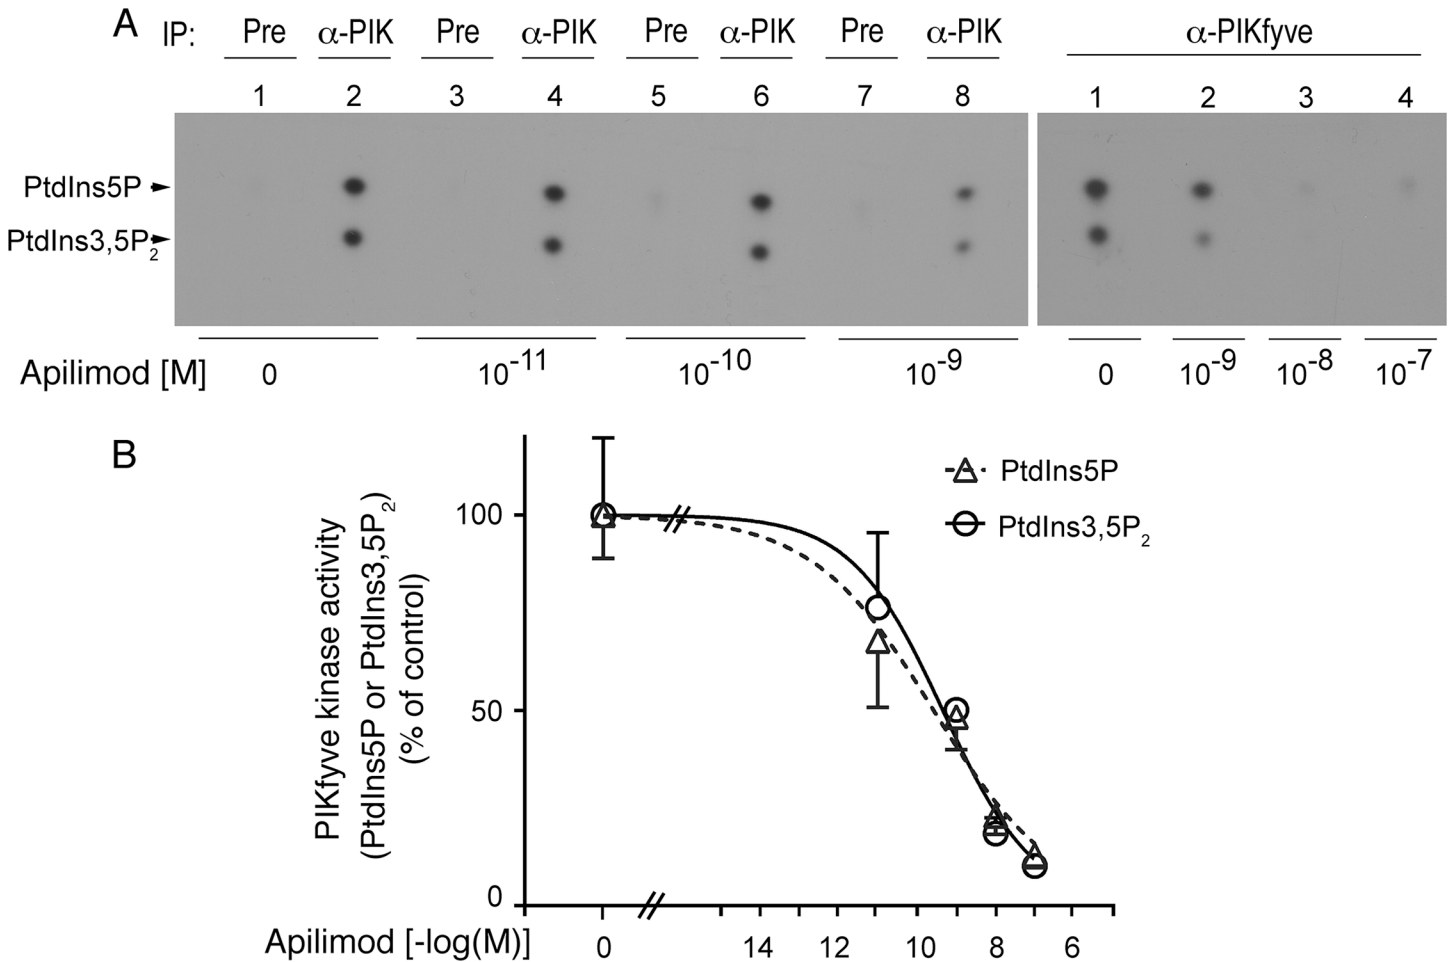 A
IP: Pre α-PIK Pre α-PIK Pre α-PIK Pre α-PIK α-PIKfyve
1 2 3 4 5 6 7 8 1 2 3 4
PtdIns5P
PtdIns3,5P2
Apilimod [M] 0 10-11 10-10 10-9 0 10-9 10-8 10-7
B
PtdIns5P
PtdIns3,5P2
PIKfyve kinase activity
(PtdIns5P or PtdIns3,5P2)
(% of control)
100
50
0
Apilimod [-log(M)] 0 14 12 10 8 6